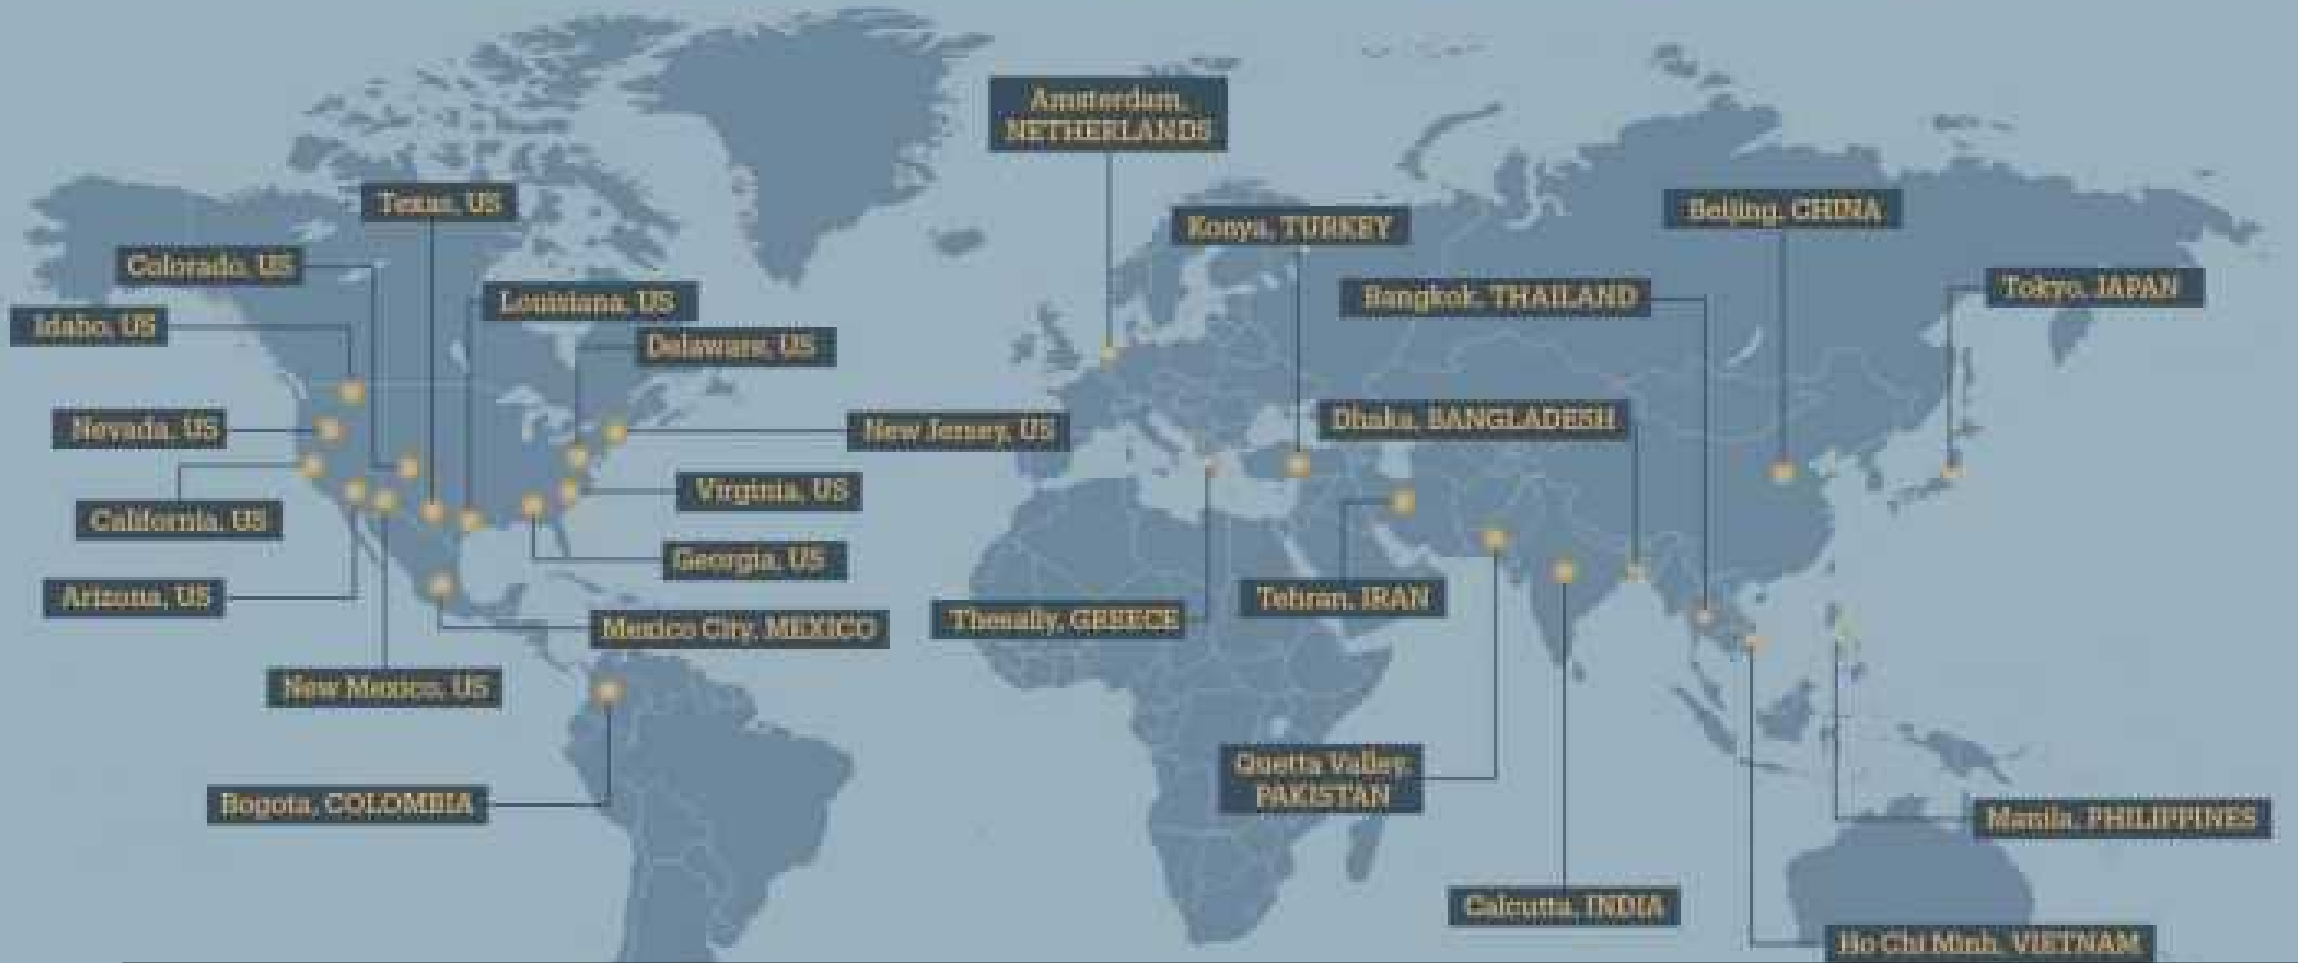 Amsterdam,
NETHERLANDS
Texas, US
Konya, TURKEY
Beijing, CHINA
Colorado, US
Louisiana, US
Bangkok, THAILAND
Tokyo, JAPAN
Idaho, US
Delaware, US
Nevada, US
New Jersey, US
Dhaka, BANGLADESH
California, US
Virginia, US
Georgia, US
Arizona, US
Mexico City, MEXICO
Thessally, GREECE
Tehran, IRAN
New Mexico, US
Bogota, COLOMBIA
Quetta Valley,
PAKISTAN
Manila, PHILIPPINES
Calcutta, INDIA
Ho Chi Minh, VIETNAM